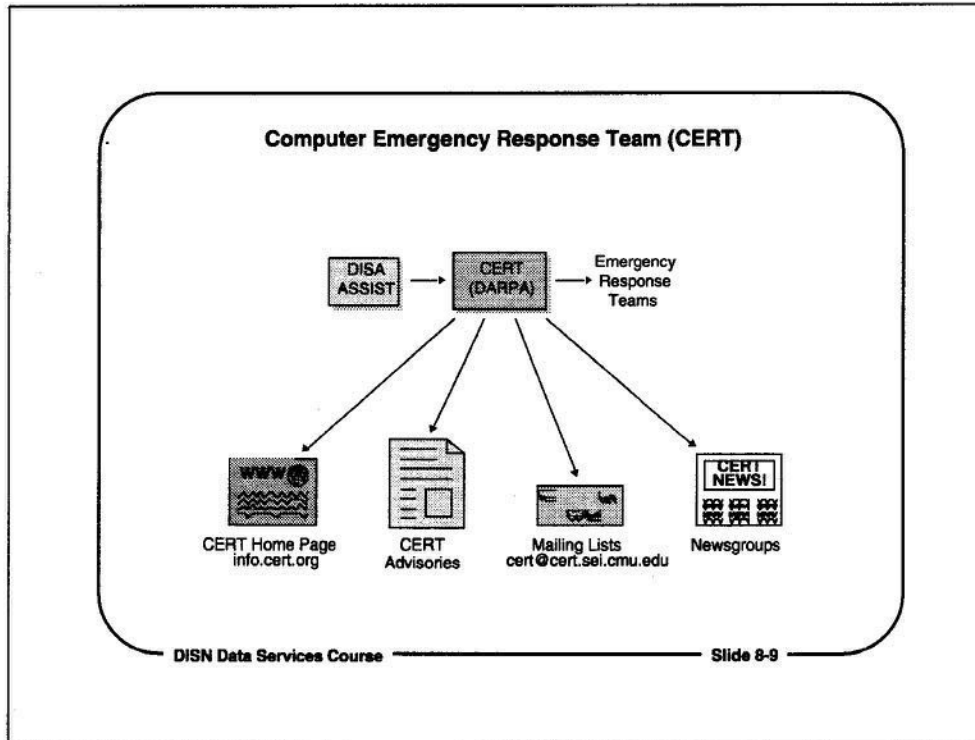 Computer Emergency Response Team (CERT)
DISA
ASSIST
CERT
(DARPA)
Emergency
Response
Teams
WWW
CERT
NEWS!
CERT Home Page
info.cert.org
CERT
Advisories
Mailing Lists
cert@cert.sei.cmu.edu
Newsgroups
DISN Data Services Course
Slide 8-9